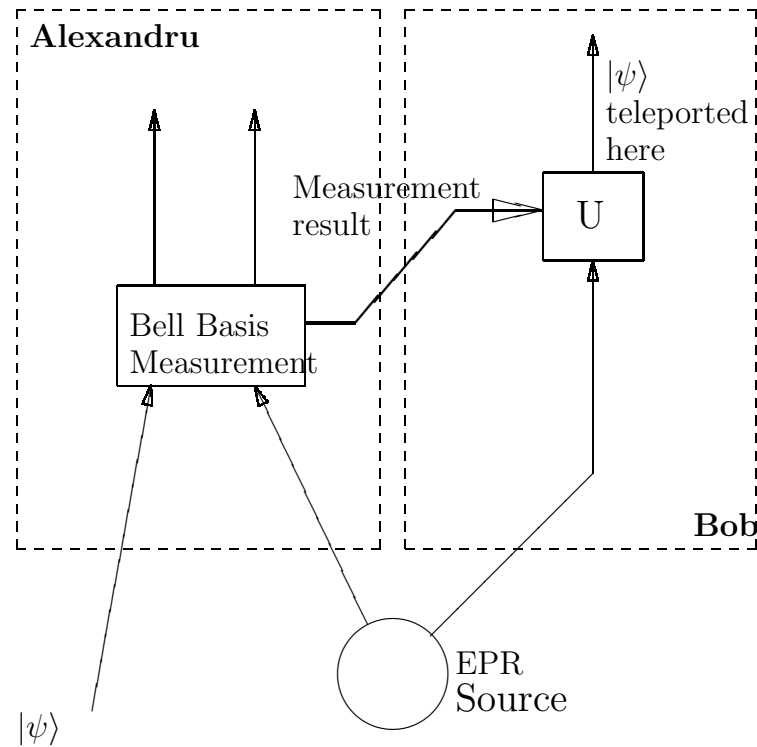 Alexandru
|ψ⟩
teleported
here
Measurement
result
U
Bell Basis
Measurement
Bob
EPR
Source
|ψ⟩